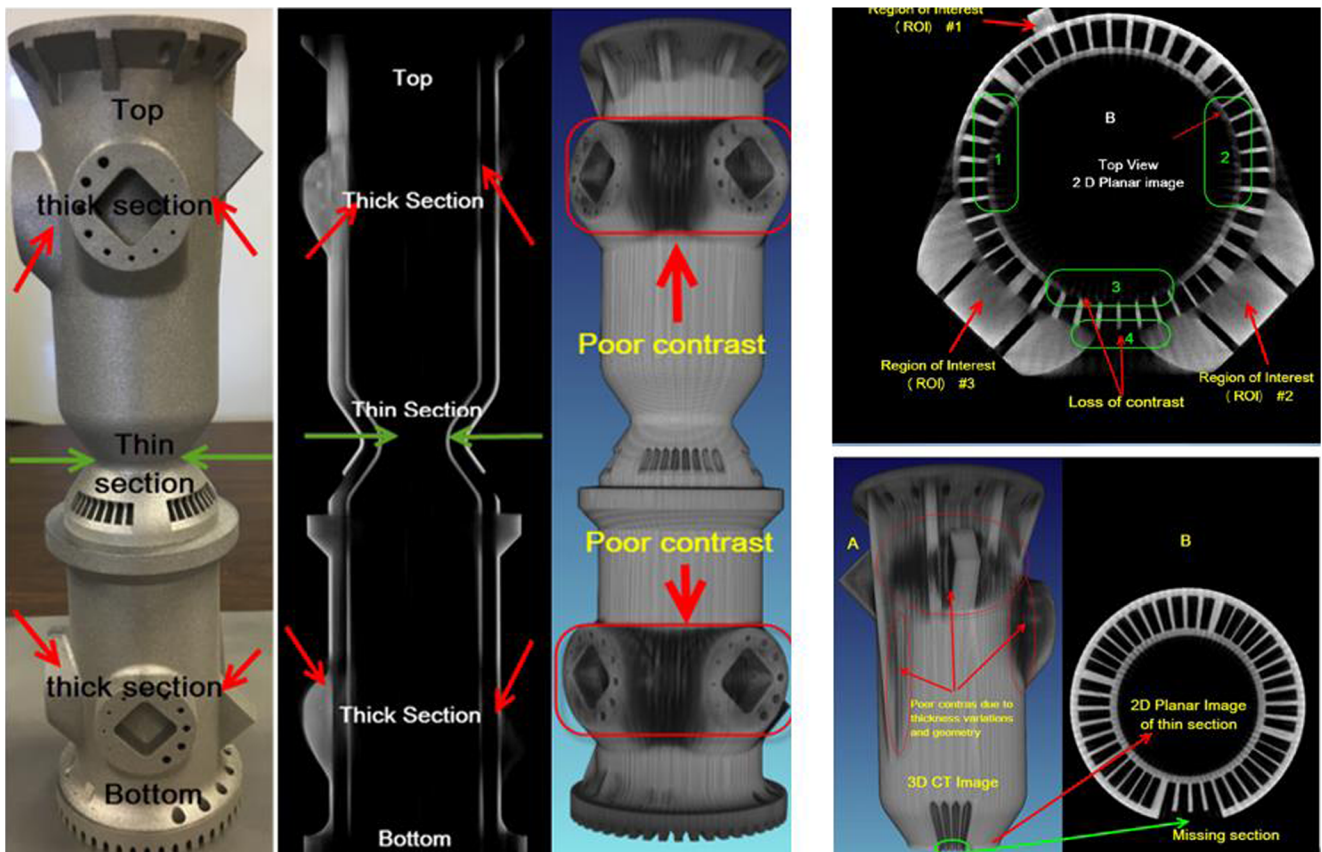 Top
thick section
Thin
section
thick section
Bottom
Top
Thick Section
Thin Section
Thick Section
Bottom
Poor contrast
Poor contrast
Region of Interest
( ROI) #1
B
1
2
Top View
2 D Planar image
3
4
Region of Interest
( ROI) #3
Region of Interest
( ROI) #2
Loss of contrast
A
Poor contras due to
thickness variations
and geometry
3D CT Image
B
2D Planar Image
of thin section
Missing section